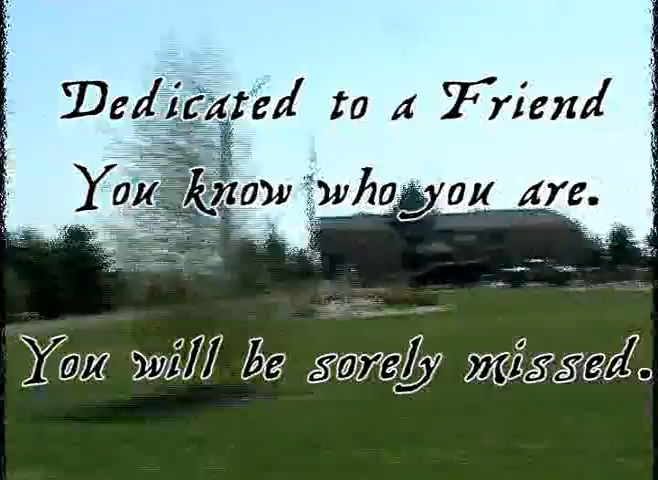 Dedicated to a Friend
You know who you are.
You will be sorely missed.